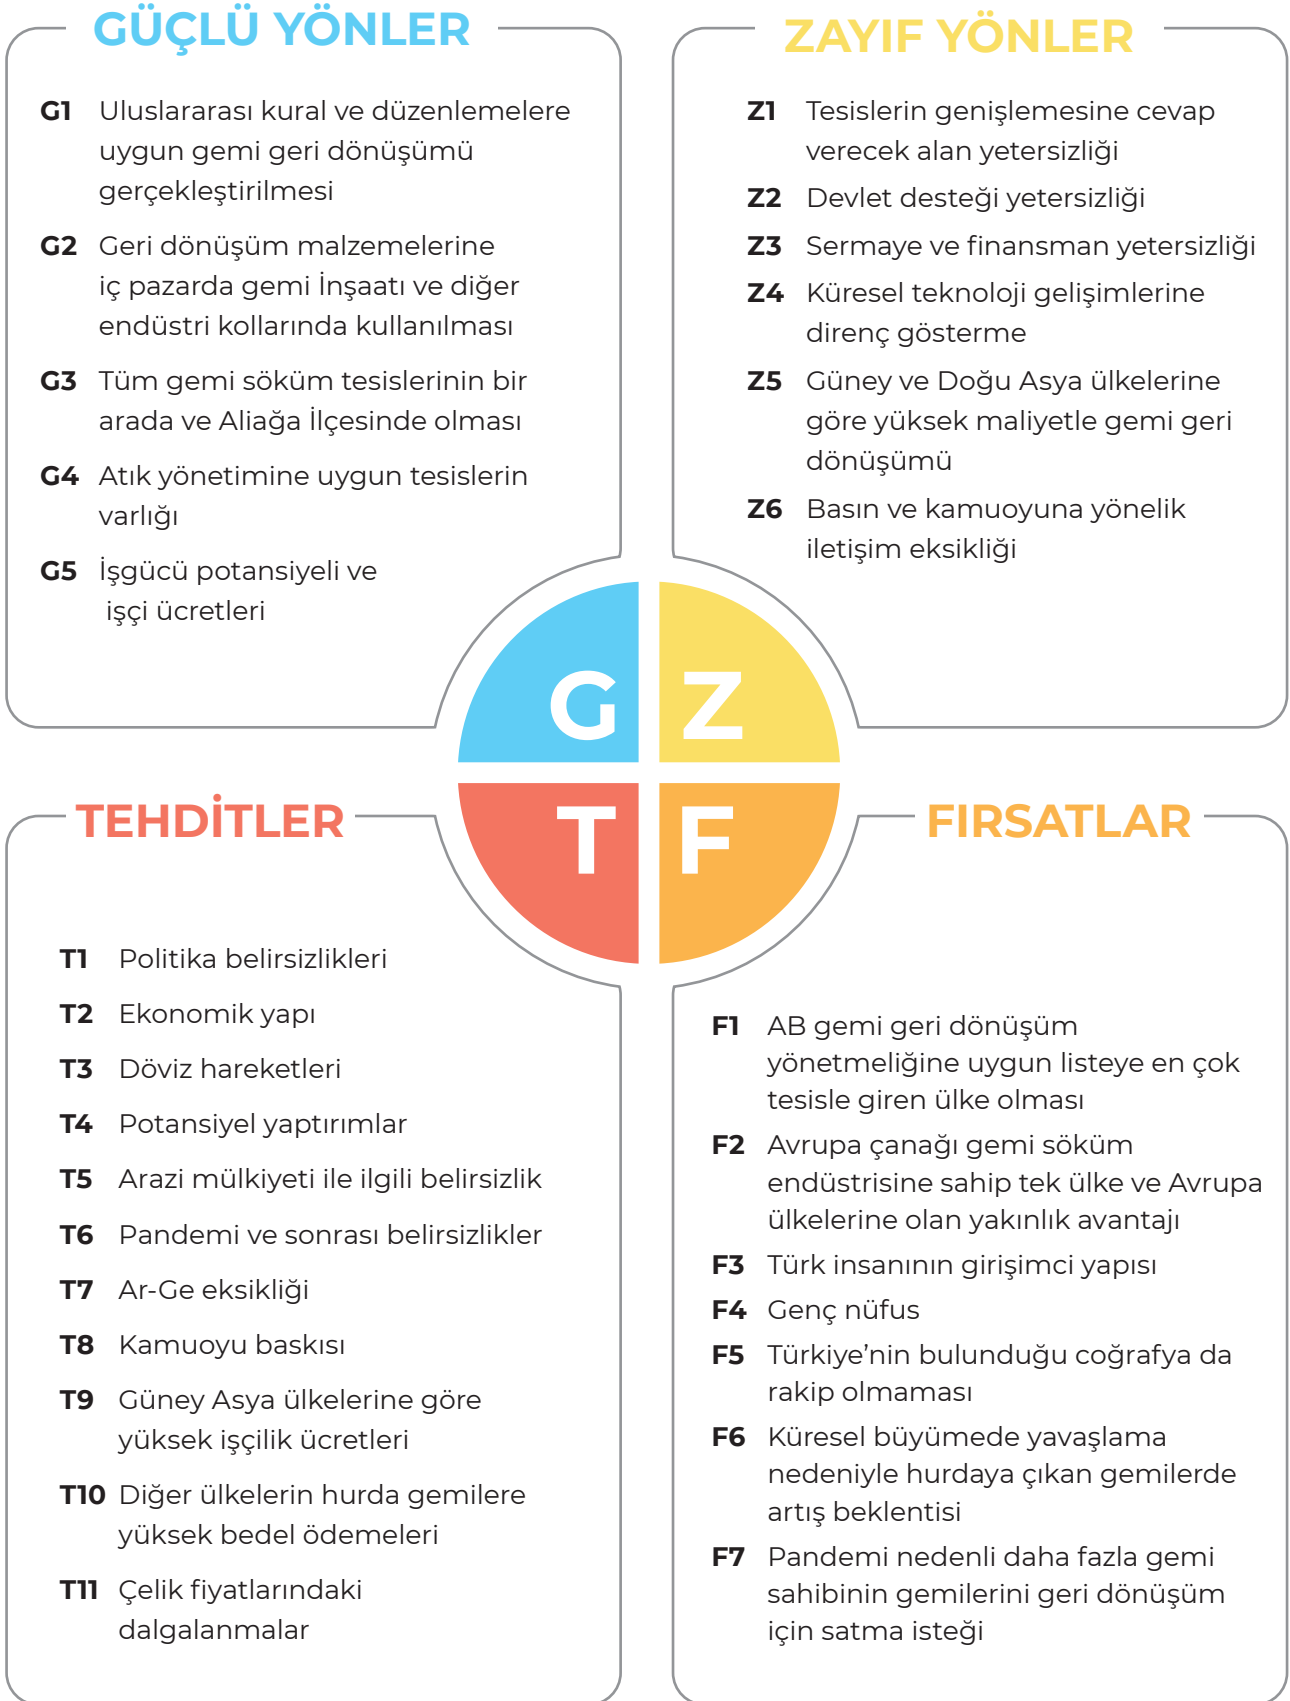 GÜÇLÜ YÖNLER
G1 Uluslararası kural ve düzenlemelere
uygun gemi geri dönüşümü
gerçekleştirilmesi
G2 Geri dönüşüm malzemelerine
iç pazarda gemi İnşaatı ve diğer
endüstri kollarında kullanılması
G3 Tüm gemi söküm tesislerinin bir
arada ve Aliağa İlçesinde olması
G4 Atık yönetimine uygun tesislerin
varlığı
G5 İşgücü potansiyeli ve
işçi ücretleri
ZAYIF YÖNLER
Z1 Tesislerin genişlemesine cevap
verecek alan yetersizliği
Z2 Devlet desteği yetersizliği
Z3 Sermaye ve finansman yetersizliği
Z4 Küresel teknoloji gelişimlerine
direnç gösterme
Z5 Güney ve Doğu Asya ülkelerine
göre yüksek maliyetle gemi geri
dönüşümü
Z6 Basın ve kamuoyuna yönelik
iletişim eksikliği
G Z
T F
TEHDİTLER
T1 Politika belirsizlikleri
T2 Ekonomik yapı
T3 Döviz hareketleri
T4 Potansiyel yaptırımlar
T5 Arazi mülkiyeti ile ilgili belirsizlik
T6 Pandemi ve sonrası belirsizlikler
T7 Ar-Ge eksikliği
T8 Kamuoyu baskısı
T9 Güney Asya ülkelerine göre
yüksek işçilik ücretleri
T10 Diğer ülkelerin hurda gemilere
yüksek bedel ödemeleri
T11 Çelik fiyatlarındaki
dalgalanmalar
FIRSATLAR
F1 AB gemi geri dönüşüm
yönetmeliğine uygun listeye en çok
tesisle giren ülke olması
F2 Avrupa çanağı gemi söküm
endüstrisine sahip tek ülke ve Avrupa
ülkelerine olan yakınlık avantajı
F3 Türk insanının girişimci yapısı
F4 Genç nüfus
F5 Türkiye’nin bulunduğu coğrafya da
rakip olmaması
F6 Küresel büyümede yavaşlama
nedeniyle hurdaya çıkan gemilerde
artış beklentisi
F7 Pandemi nedenli daha fazla gemi
sahibinin gemilerini geri dönüşüm
için satma isteği